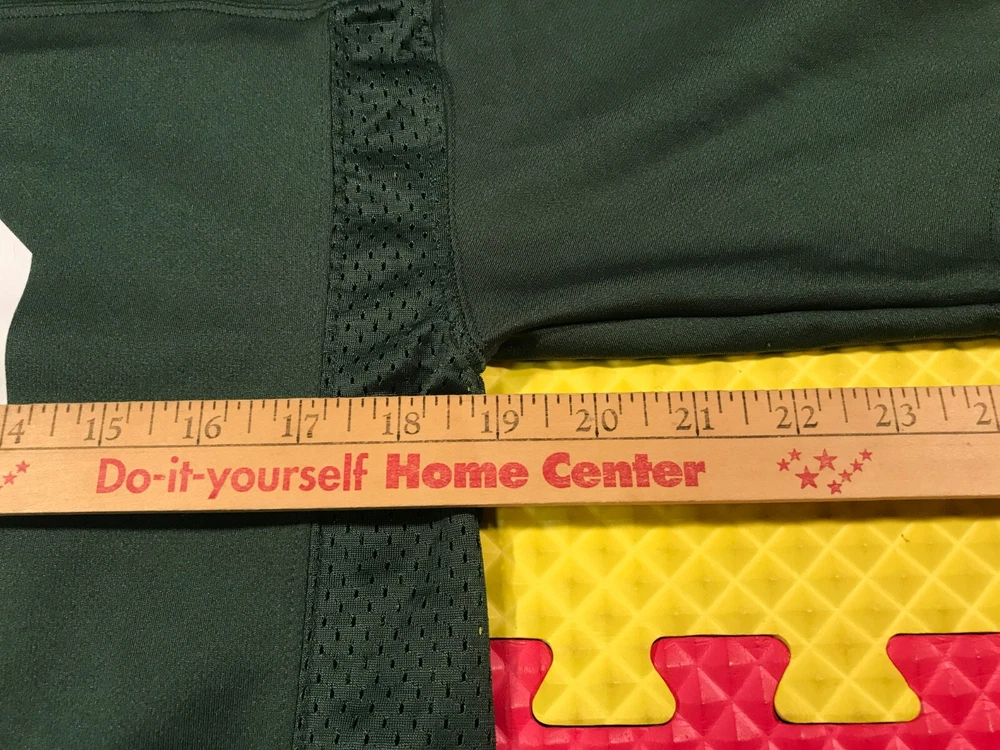 4 15 16 17 18 19 20 21 22 23 2
Do-it-yourself Home Center